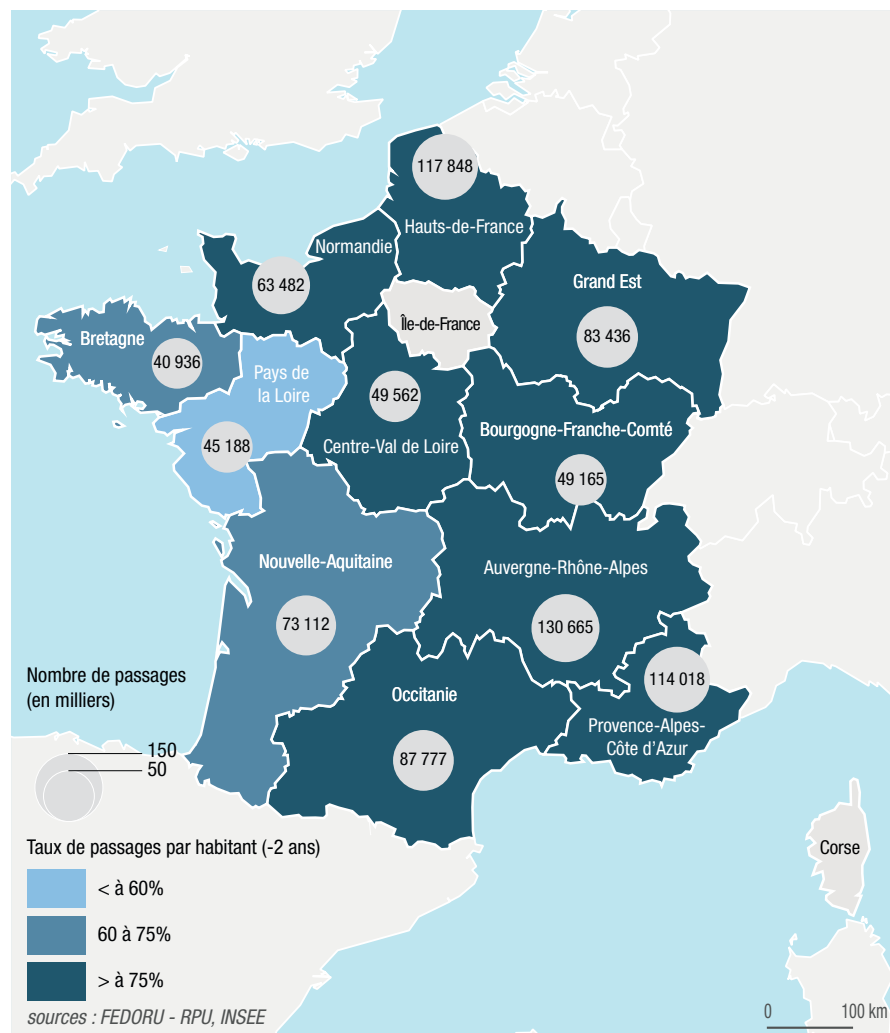 117 848
Hauts-de-France
Normandie
63 482
Grand Est
83 436
Île-de-France
Bretagne
40 936
Pays de
la Loire
45 188
49 562
Centre-Val de Loire
Bourgogne-Franche-Comté
49 165
Nouvelle-Aquitaine
73 112
Auvergne-Rhône-Alpes
130 665
114 018
Provence-Alpes-
Côte d'Azur
Occitanie
87 777
Corse
Nombre de passages
(en milliers)
150
50
Taux de passages par habitant (-2 ans)
< à 60%
60 à 75%
> à 75%
sources : FEDORU - RPU, INSEE
0 100 km